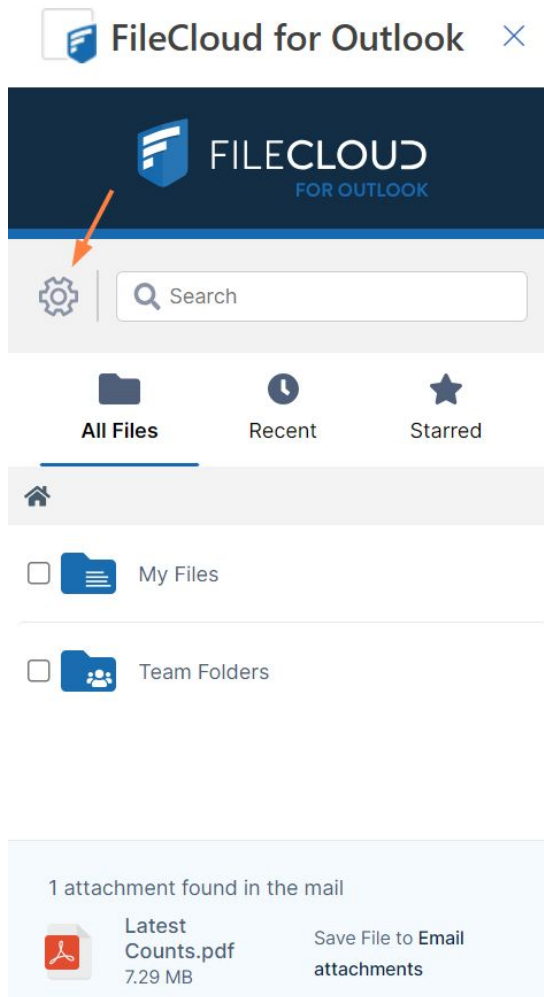 FileCloud for Outlook
FILECLOUD
FOR OUTLOOK
Search
All Files
Recent
Starred
My Files
Team Folders
1 attachment found in the mail
Latest
Counts.pdf
7.29 MB
Save File to Email
attachments